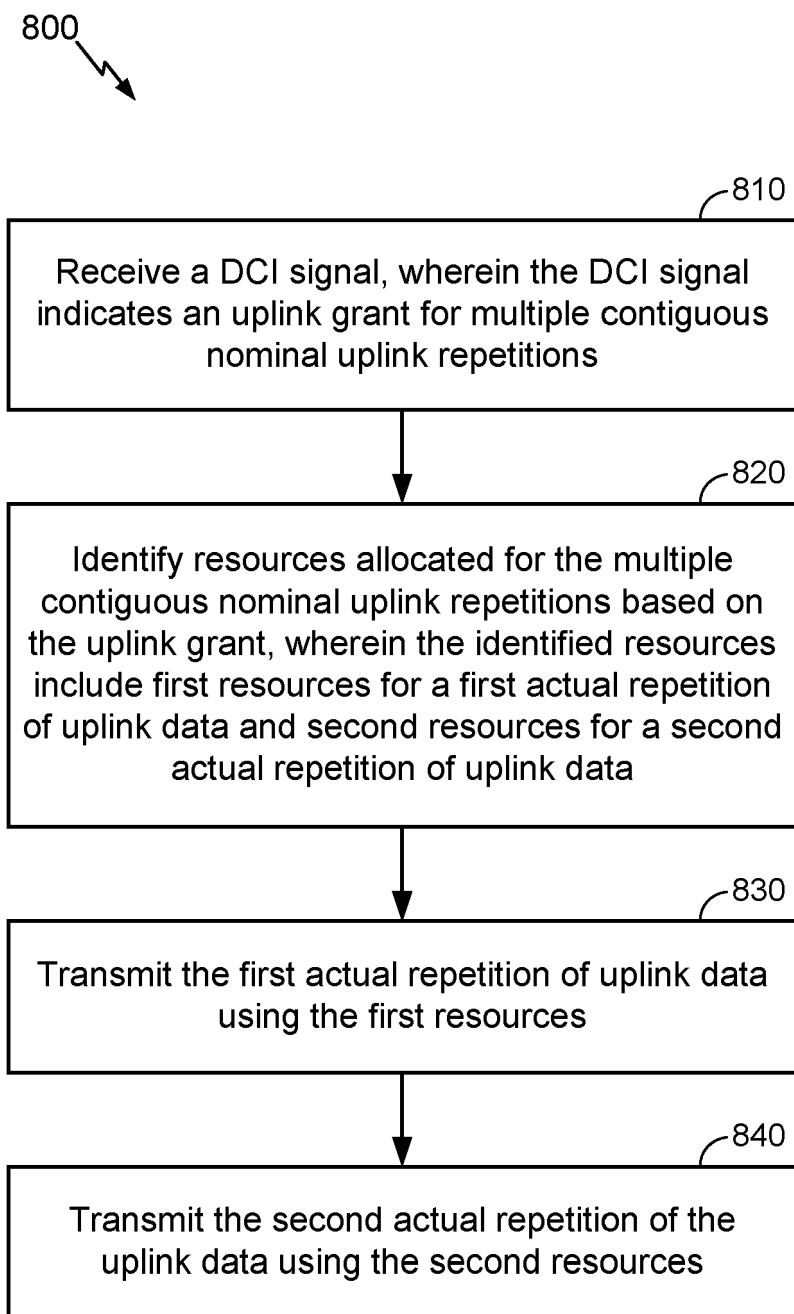 800
810
Receive a DCI signal, wherein the DCI signal
indicates an uplink grant for multiple contiguous
nominal uplink repetitions
820
Identify resources allocated for the multiple
contiguous nominal uplink repetitions based on
the uplink grant, wherein the identified resources
include first resources for a first actual repetition
of uplink data and second resources for a second
actual repetition of uplink data
830
Transmit the first actual repetition of uplink data
using the first resources
840
Transmit the second actual repetition of the
uplink data using the second resources